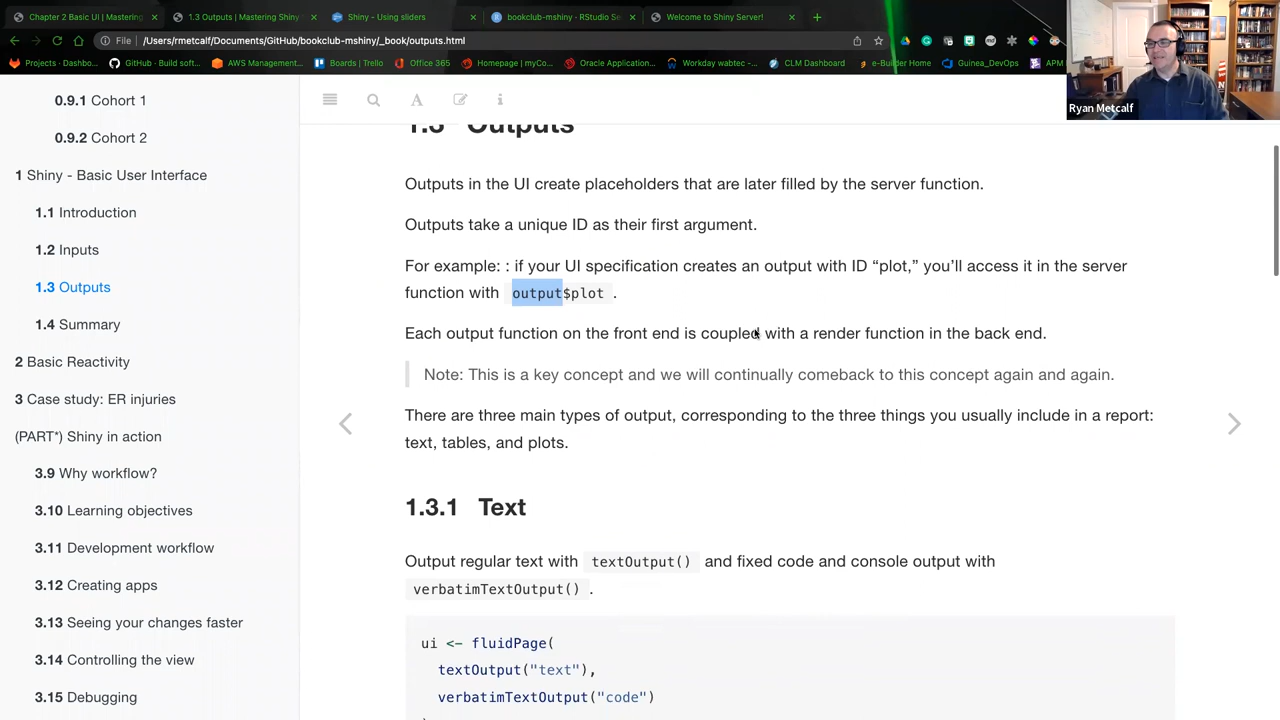 Chapter 2 Basic UI | Mastering
1.3 Outputs | Mastering Shiny
Shiny - Using sliders
bookclub-mshiny - RStudio Se
Welcome to Shiny Server!
File
/Users/rmetcalf/Documents/GitHub/bookclub-mshiny/_book/outputs.html
Projects · Dashbo...
GitHub · Build soft...
AWS Management...
Boards | Trello
Office 365
Homepage | myCo...
Oracle Application...
Workday wabtec -...
CLM Dashboard
e-Builder Home
Guinea_DevOps
APM
Ryan Metcalf
0.9.1 Cohort 1
0.9.2 Cohort 2
1 Shiny - Basic User Interface
1.1 Introduction
1.2 Inputs
1.3 Outputs
1.4 Summary
2 Basic Reactivity
3 Case study: ER injuries
(PART*) Shiny in action
3.9 Why workflow?
3.10 Learning objectives
3.11 Development workflow
3.12 Creating apps
3.13 Seeing your changes faster
3.14 Controlling the view
3.15 Debugging
1.3 Outputs
Outputs in the UI create placeholders that are later filled by the server function.
Outputs take a unique ID as their first argument.
For example: : if your UI specification creates an output with ID “plot,” you’ll access it in the server
function with output$plot .
Each output function on the front end is coupled with a render function in the back end.
Note: This is a key concept and we will continually comeback to this concept again and again.
There are three main types of output, corresponding to the three things you usually include in a report:
text, tables, and plots.
1.3.1 Text
Output regular text with textOutput() and fixed code and console output with
verbatimTextOutput() .
ui <- fluidPage(
textOutput("text"),
verbatimTextOutput("code")